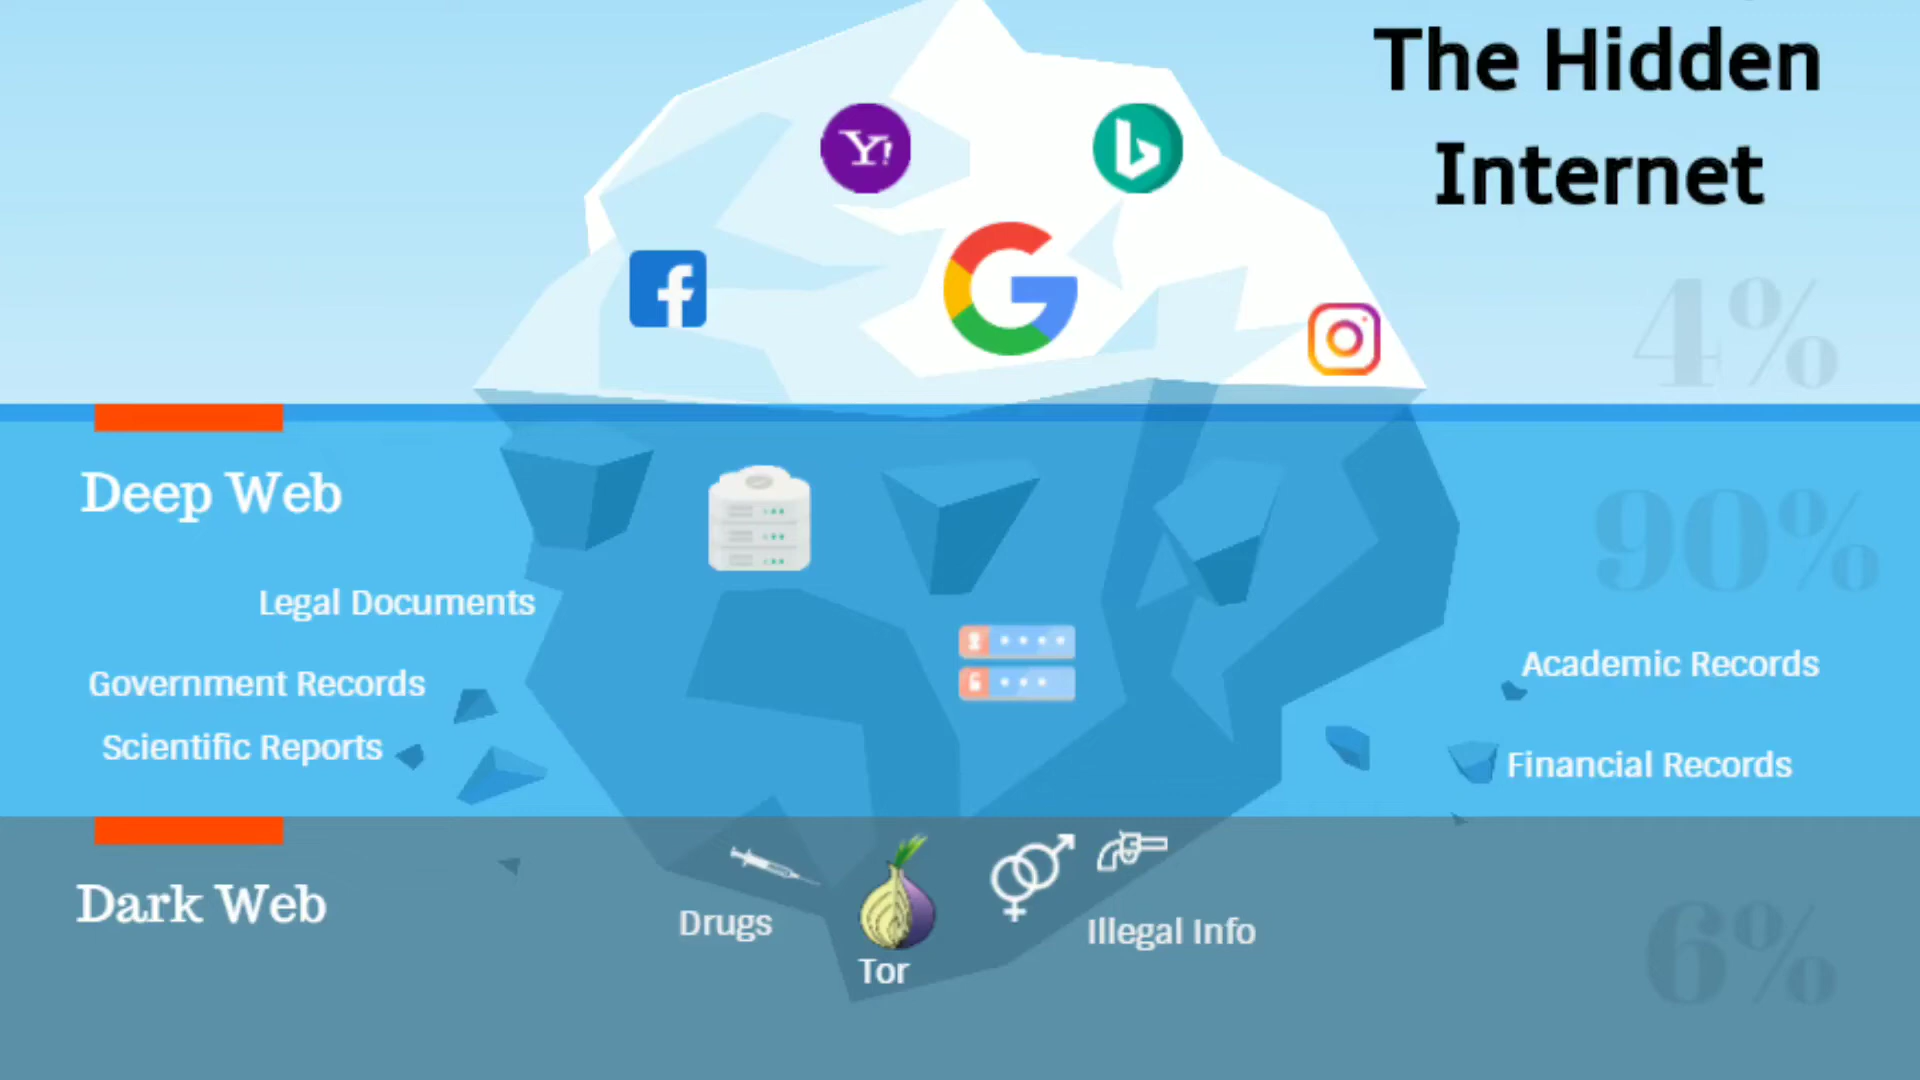 The Hidden
Internet
Y!
4%
Deep Web
90%
Legal Documents
Government Records
Academic Records
Scientific Reports
Financial Records
Dark Web
Drugs
Tor
Illegal Info
6%